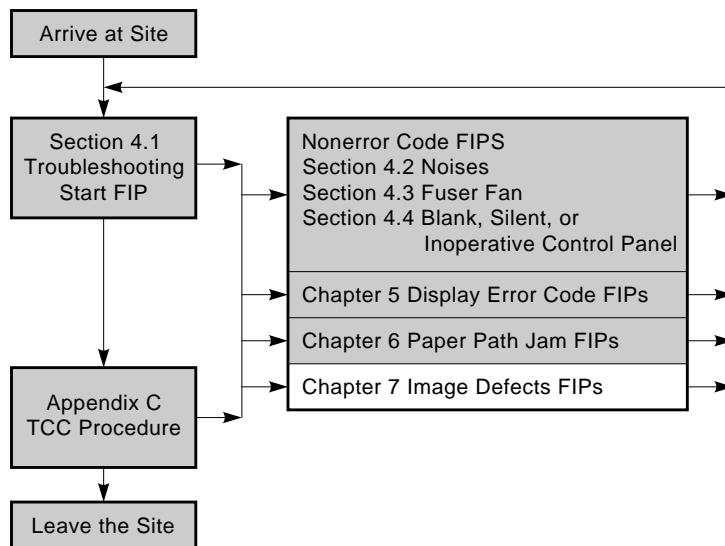 Arrive at Site
Section 4.1
Troubleshooting
Start FIP
Nonerror Code FIPS
Section 4.2 Noises
Section 4.3 Fuser Fan
Section 4.4 Blank, Silent, or
Inoperative Control Panel
Chapter 5 Display Error Code FIPs
Chapter 6 Paper Path Jam FIPs
Chapter 7 Image Defects FIPs
Appendix C
TCC Procedure
Leave the Site